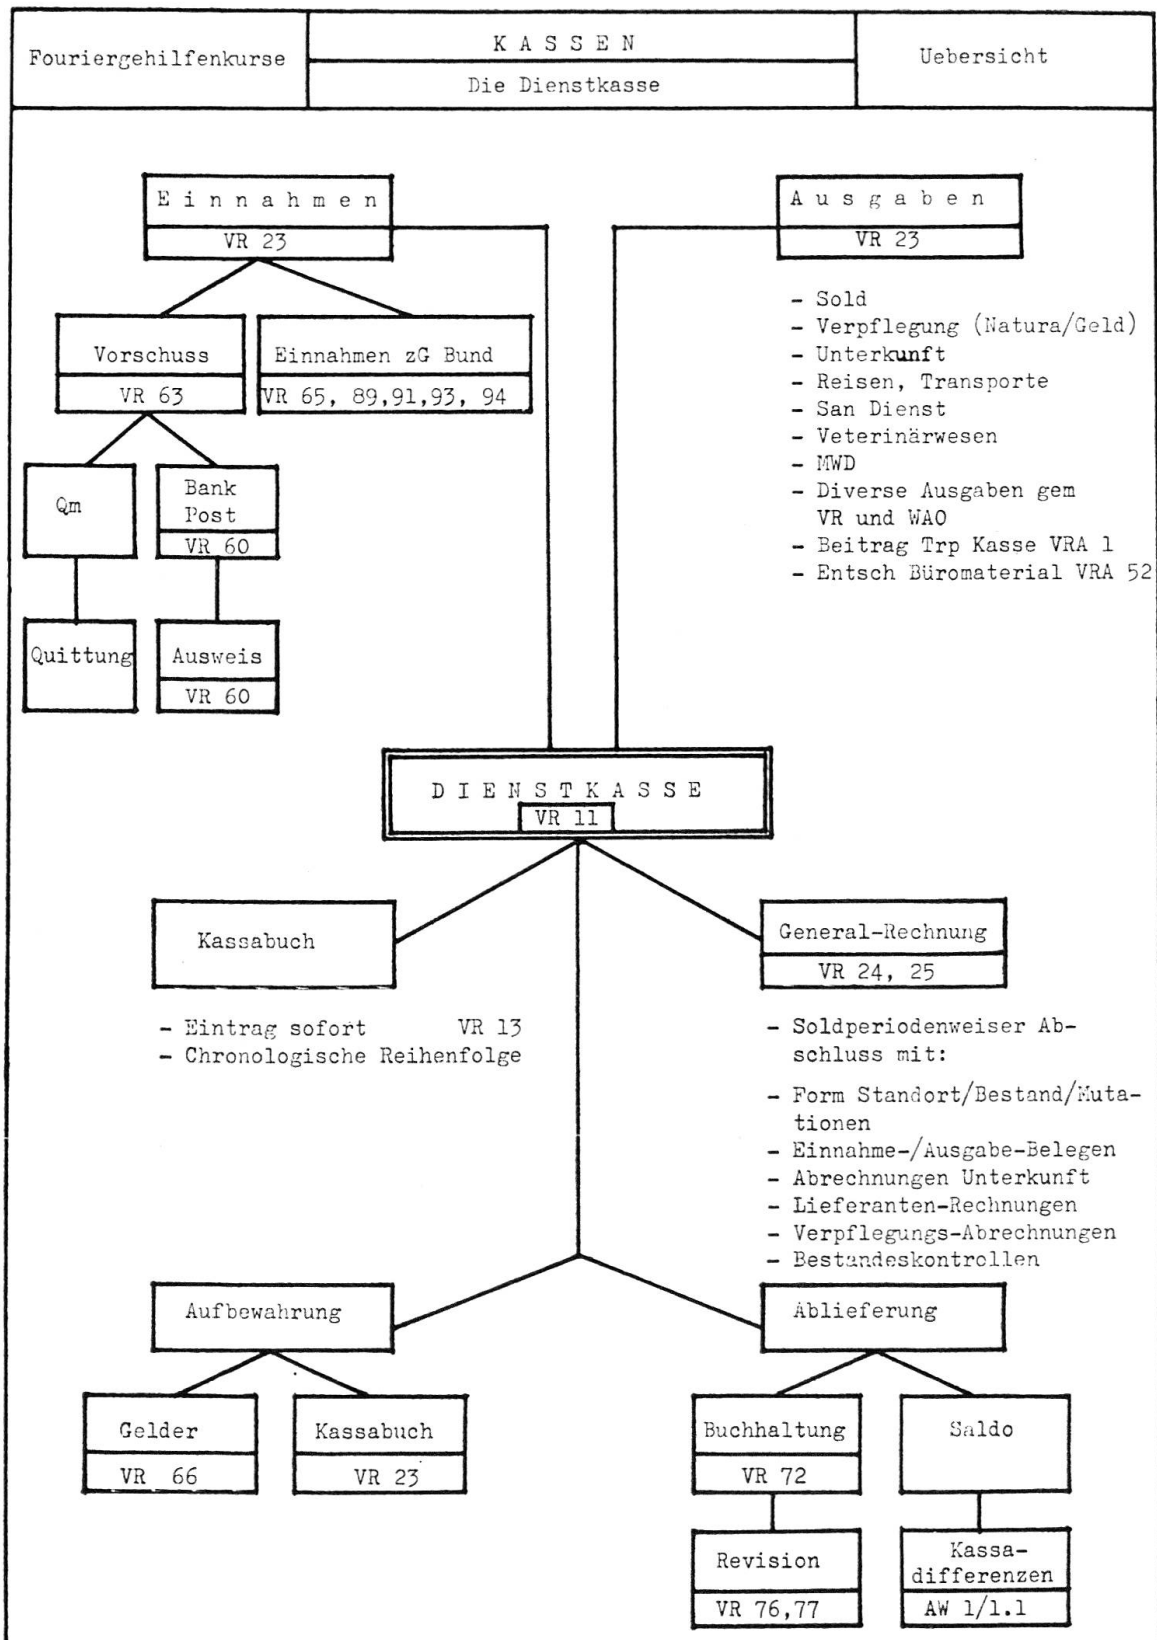 Fouriergehilfenkurse
K A S S E N
Die Dienstkasse
Uebersicht
E i n n a h m e n
VR 23
A u s g a b e n
VR 23
Vorschuss
VR 63
Einnahmen zG Bund
VR 65, 89,91,93, 94
Qm
Bank
Post
VR 60
Quittung
Ausweis
VR 60
- Sold
- Verpflegung (Natura/Geld)
- Unterkunft
- Reisen, Transporte
- San Dienst
- Veterinärwesen
- MWD
- Diverse Ausgaben gem
VR und WAO
- Beitrag Trp Kasse VRA 1
- Entsch Büromaterial VRA 52
D I E N S T K A S S E
VR 11
Kassabuch
- Eintrag sofort VR 13
- Chronologische Reihenfolge
General-Rechnung
VR 24, 25
- Soldperiodenweiser Ab-
schluss mit:
- Form Standort/Bestand/Muta-
tionen
- Einnahme-/Ausgabe-Belegen
- Abrechnungen Unterkunft
- Lieferanten-Rechnungen
- Verpflegungs-Abrechnungen
- Bestandeskontrollen
Aufbewahrung
Gelder
VR 66
Kassabuch
VR 23
Ablieferung
Buchhaltung
VR 72
Saldo
Revision
VR 76,77
Kassa-
differenzen
AW 1/1.1